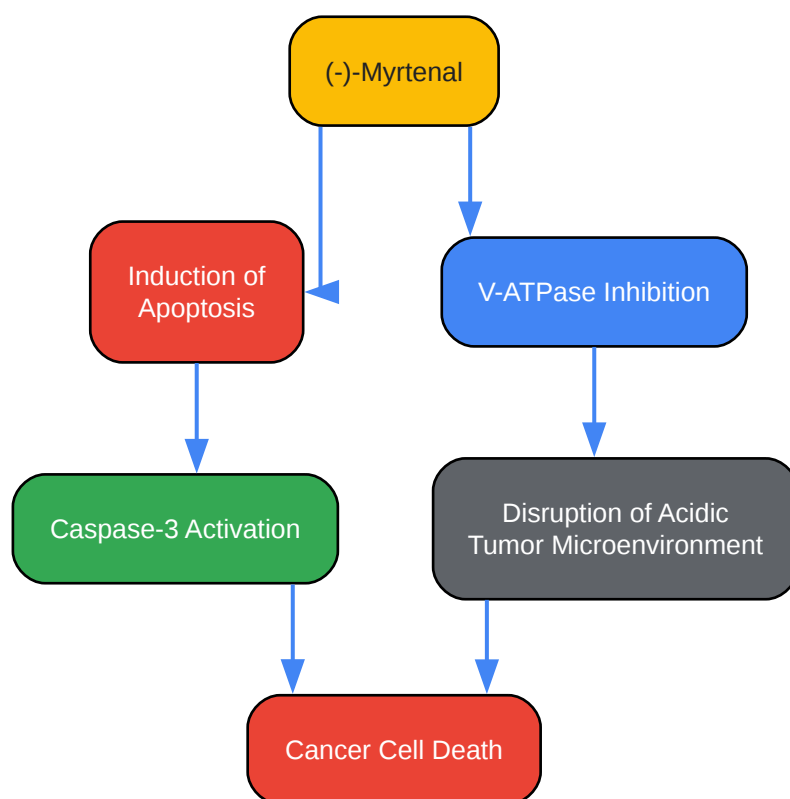 (-)-Myrtenal
Induction of
Apoptosis
V-ATPase Inhibition
Caspase-3 Activation
Disruption of Acidic
Tumor Microenvironment
Cancer Cell Death